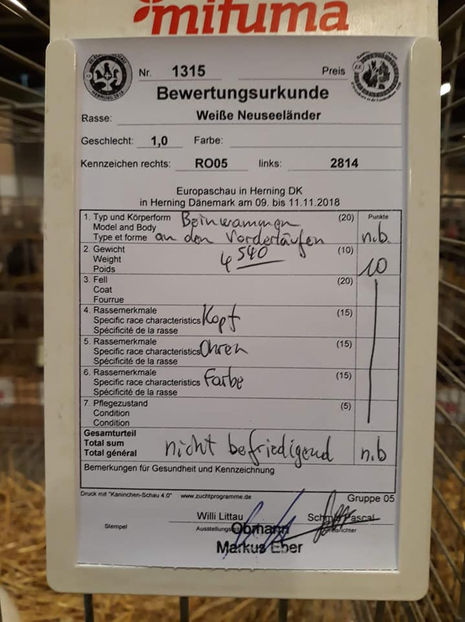 mifuma
Nr. 1315 Preis
Bewertungsurkunde
Rasse: Weiße Neuseeländer
Geschlecht: 1,0 Farbe:
Kennzeichen rechts: RO05 links: 2814
Europaschau in Herning DK
in Herning Dänemark am 09. bis 11.11.2018
1. Typ und Körperform Beinwammen (20) Punkte
Model and Body
Type et forme an den Vorderläufen n.b.
2. Gewicht 4540 (10)
Weight
Poids 10
3. Fell (20)
Coat
Fourrue
4. Rassemerkmale (15)
Specific race characteristics Kopf
Spécificité de la rasse
5. Rassemerkmale (15)
Specific race characteristics Ohren
Spécificité de la rasse
6. Rassemerkmale (15)
Specific race characteristics Farbe
Spécificité de la rasse
7. Pflegezustand (5)
Condition
Condition
Gesamturteil
Total sum nicht befriedigend n.b
Total général
Bemerkungen für Gesundheit und Kennzeichnung
Druck mit "Kaninchen-Schau 4.0" www.zuchtprogramme.de Gruppe 05
Willi Littau Pascal
Stempel
Obmann
Markus Eber